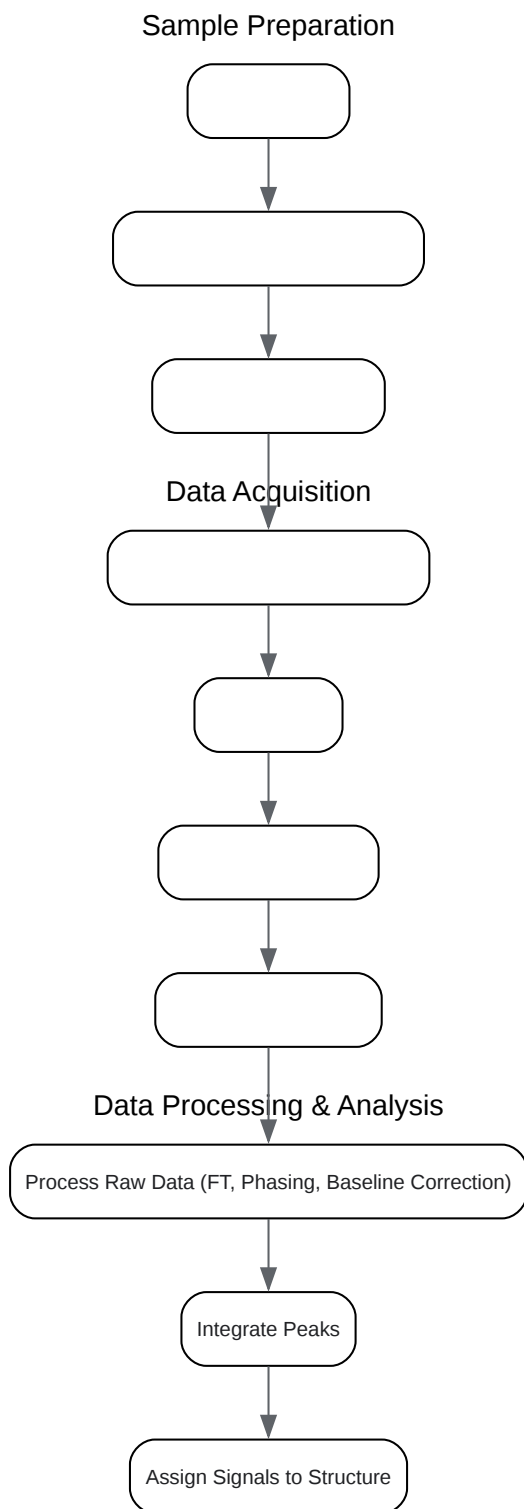 Sample Preparation
Data Acquisition
Data Processing & Analysis
Process Raw Data (FT, Phasing, Baseline Correction)
Integrate Peaks
Assign Signals to Structure